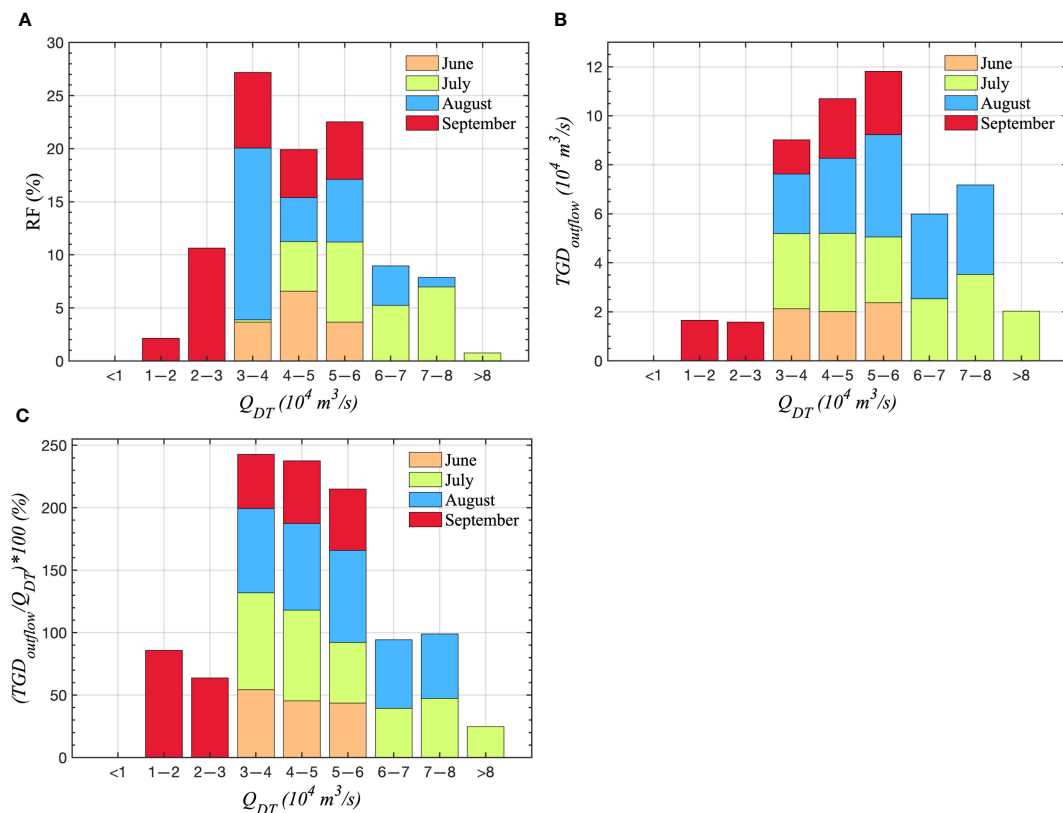 A
30
25
20
15
10
5
0
RF (%)
June
July
August
September
<1 1−2 2−3 3−4 4−5 5−6 6−7 7−8 >8
Q_DT (10^4 m^3/s)
B
12
10
8
6
4
2
0
TGD_outflow (10^4 m^3/s)
June
July
August
September
<1 1−2 2−3 3−4 4−5 5−6 6−7 7−8 >8
Q_DT (10^4 m^3/s)
C
250
200
150
100
50
0
(TGD_outflow/Q_DT)*100 (%)
June
July
August
September
<1 1−2 2−3 3−4 4−5 5−6 6−7 7−8 >8
Q_DT (10^4 m^3/s)